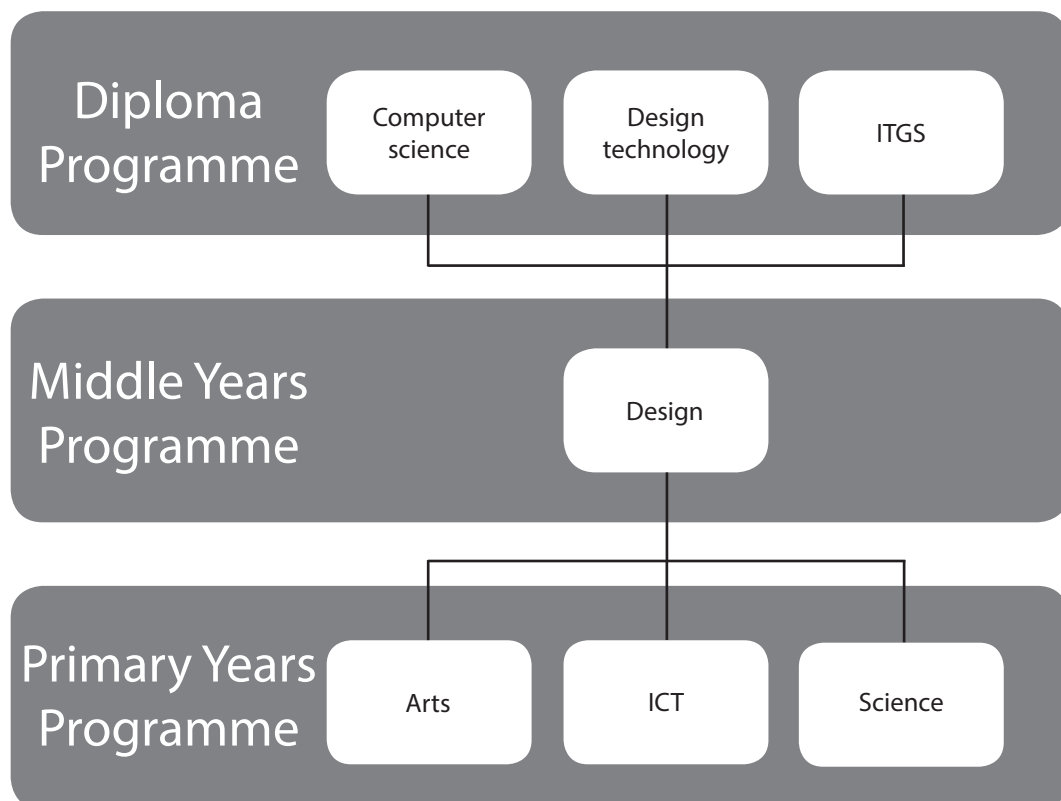 Diploma
Programme
Computer
science
Design
technology
ITGS
Middle Years
Programme
Design
Primary Years
Programme
Arts
ICT
Science